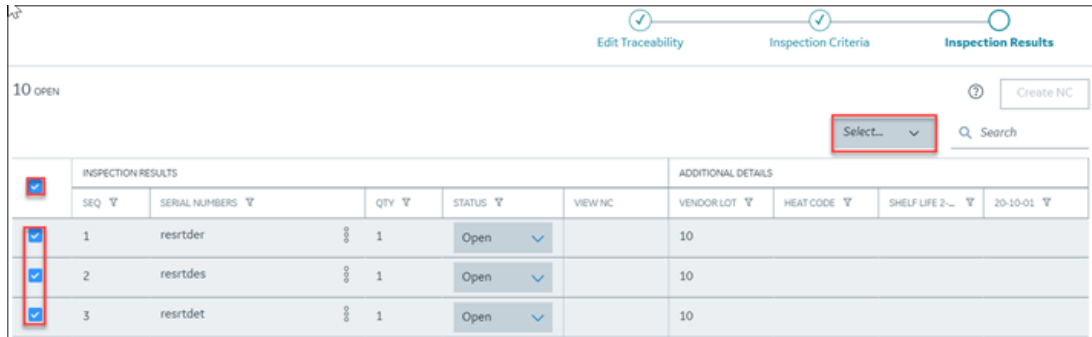 Edit Traceability Inspection Criteria Inspection Results
10 OPEN Create NC
Select... Search
INSPECTION RESULTS ADDITIONAL DETAILS
SEQ SERIAL NUMBERS QTY STATUS VIEW NC VENDOR LOT HEAT CODE SHELF LIFE 2-... 20-10-01
1 resrtder 1 Open 10
2 resrtdes 1 Open 10
3 resrtdet 1 Open 10